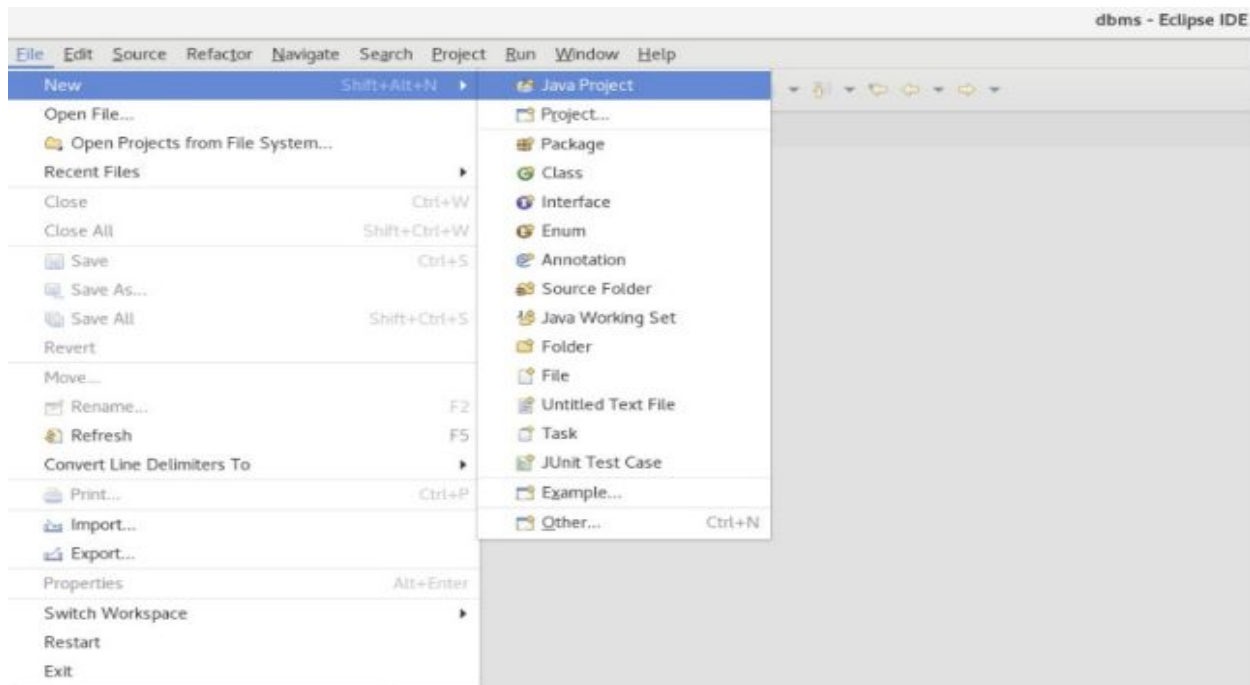 dbms - Eclipse IDE
File Edit Source Refactor Navigate Search Project Run Window Help
New Shift+Alt+N
Open File...
Open Projects from File System...
Recent Files
Close Ctrl+W
Close All Shift+Ctrl+W
Save Ctrl+S
Save As...
Save All Shift+Ctrl+S
Revert
Move...
Rename... F2
Refresh F5
Convert Line Delimiters To
Print... Ctrl+P
Import...
Export...
Properties Alt+Enter
Switch Workspace
Restart
Exit
Java Project
Project...
Package
Class
Interface
Enum
Annotation
Source Folder
Java Working Set
Folder
File
Untitled Text File
Task
JUnit Test Case
Example...
Other... Ctrl+N